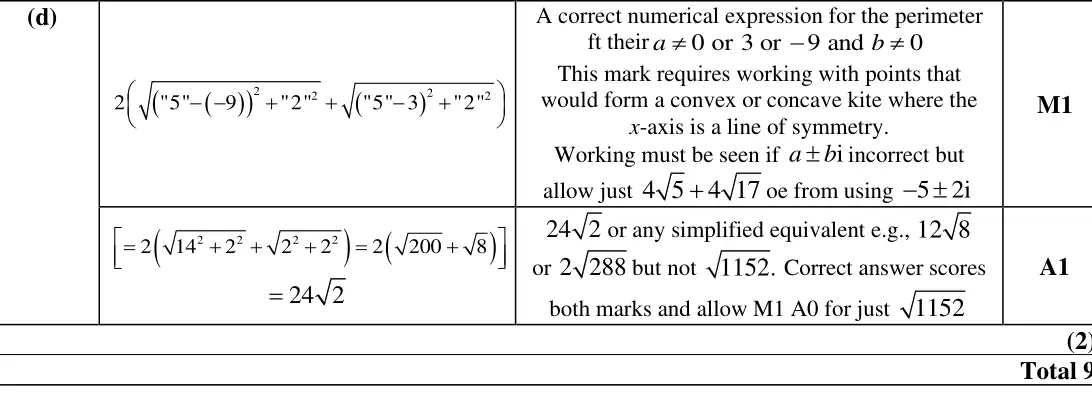 (d)
2(√(("5"−(−9))² + "2"²) + √(("5"−3)² + "2"²))
A correct numerical expression for the perimeter
ft their a ≠ 0 or 3 or −9 and b ≠ 0
This mark requires working with points that
would form a convex or concave kite where the
x-axis is a line of symmetry.
Working must be seen if a ± bi incorrect but
allow just 4√5 + 4√17 oe from using −5 ± 2i
M1
[= 2(√(14² + 2²) + √(2² + 2²)) = 2(√200 + √8)]
= 24√2
24√2 or any simplified equivalent e.g., 12√8
or 2√288 but not √1152. Correct answer scores
both marks and allow M1 A0 for just √1152
A1
(2)
Total 9